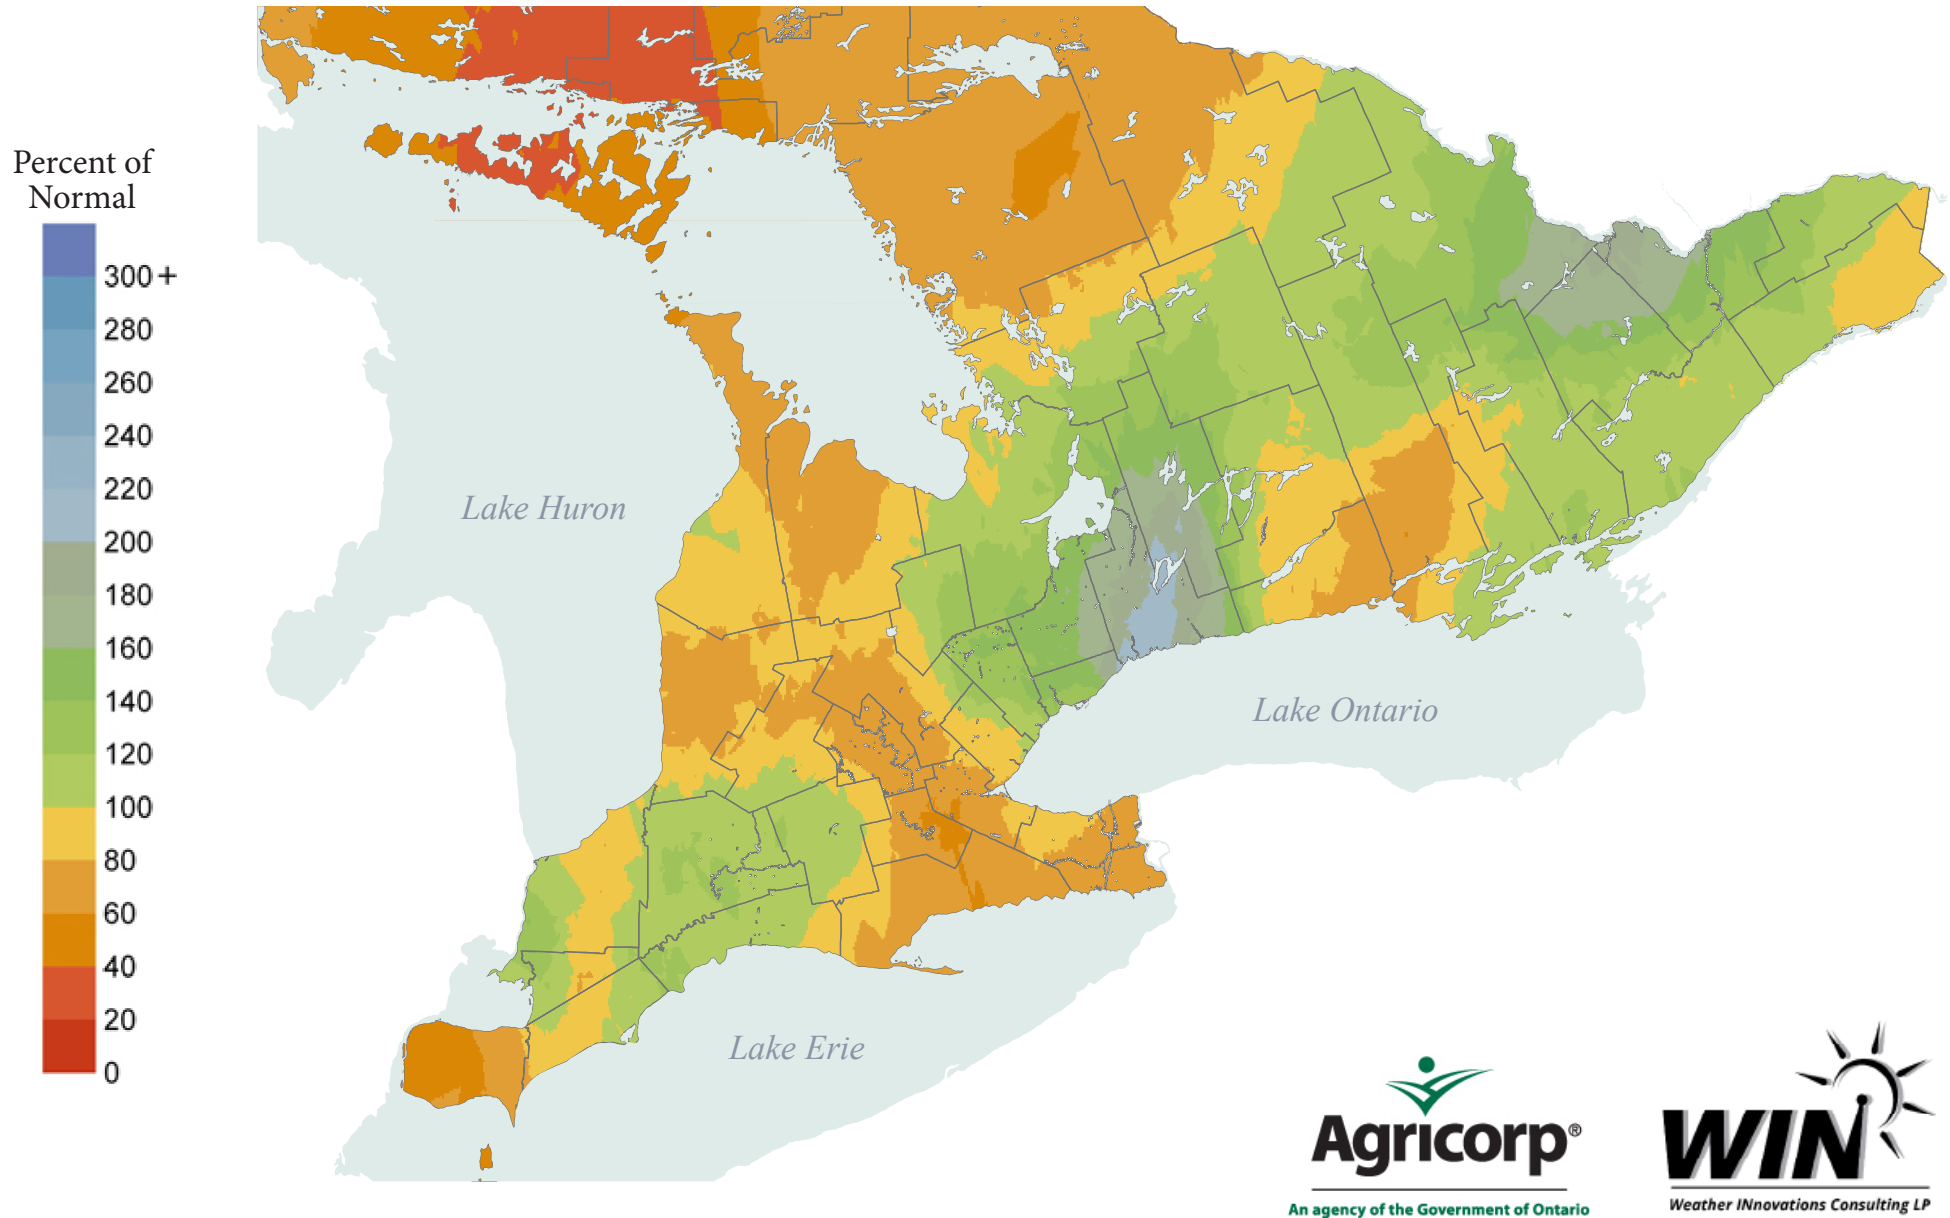 Percent of
Normal
300+
280
260
240
220
200
180
160
140
120
100
80
60
40
20
0
Lake Huron
Lake Ontario
Lake Erie
Agricorp®
An agency of the Government of Ontario
WIN
Weather INnovations Consulting LP